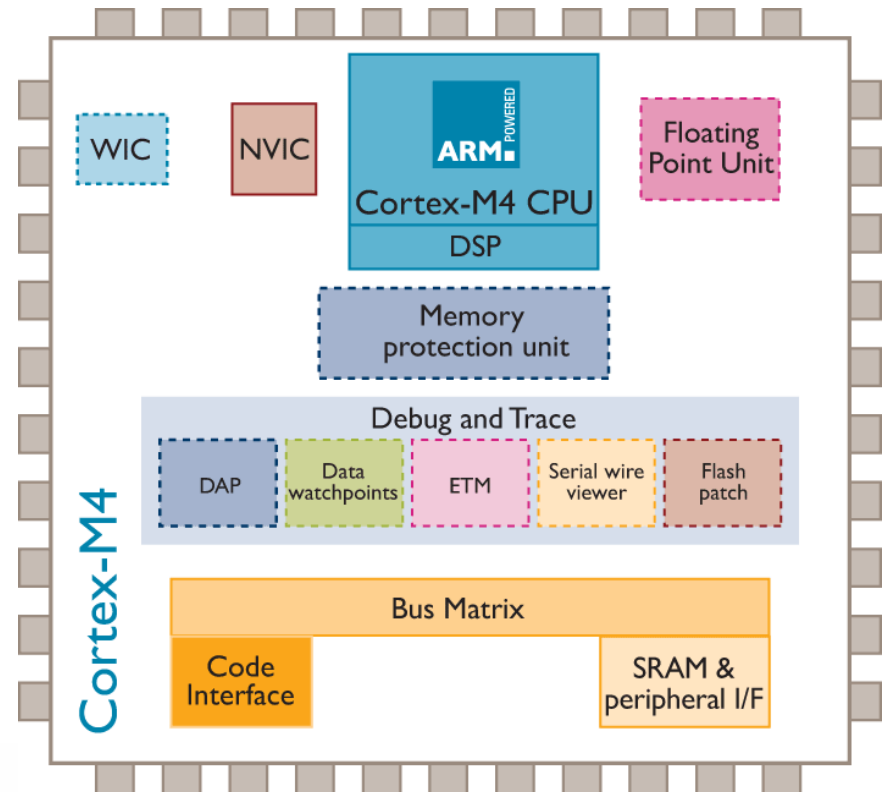 ARM POWERED
WIC
NVIC
Cortex-M4 CPU
DSP
Floating
Point Unit
Memory
protection unit
Debug and Trace
DAP
Data
watchpoints
ETM
Serial wire
viewer
Flash
patch
Cortex-M4
Bus Matrix
Code
Interface
SRAM &
peripheral I/F